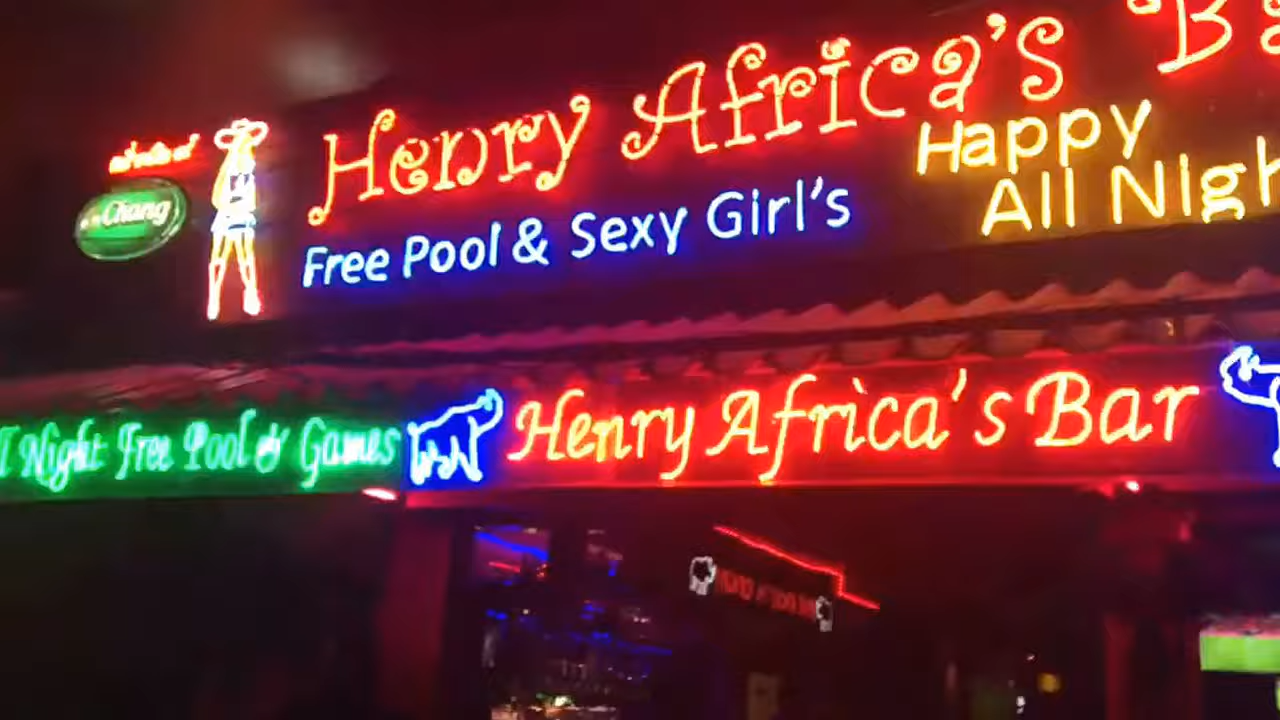 Henry Africa's B
Happy
All Nigh
Free Pool & Sexy Girl's
Chang
Night Free Pool & Games
Henry Africa's Bar